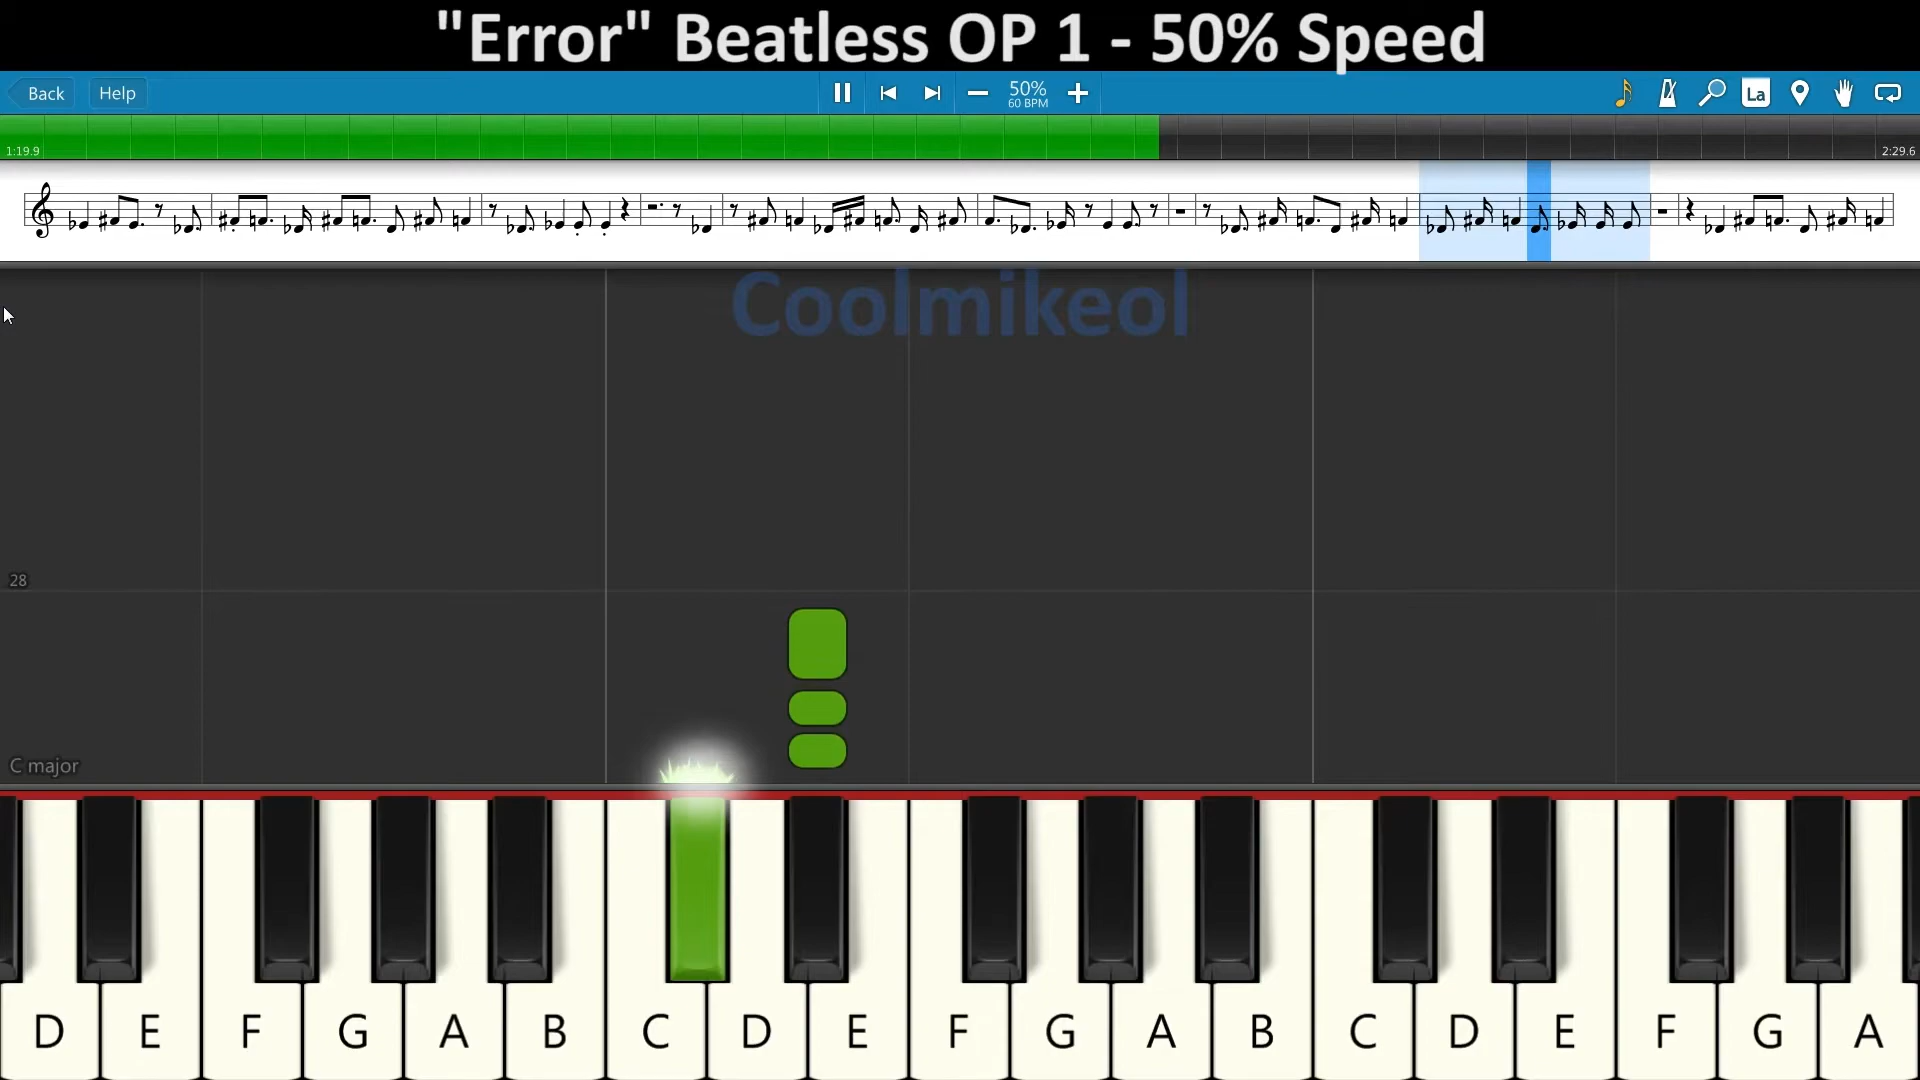 "Error" Beatless OP 1 - 50% Speed
Back Help 50% La
60 BPM
1:19.9 2:29.6
Coolmikeol
28
C major
D E F G A B C D E F G A B C D E F G A